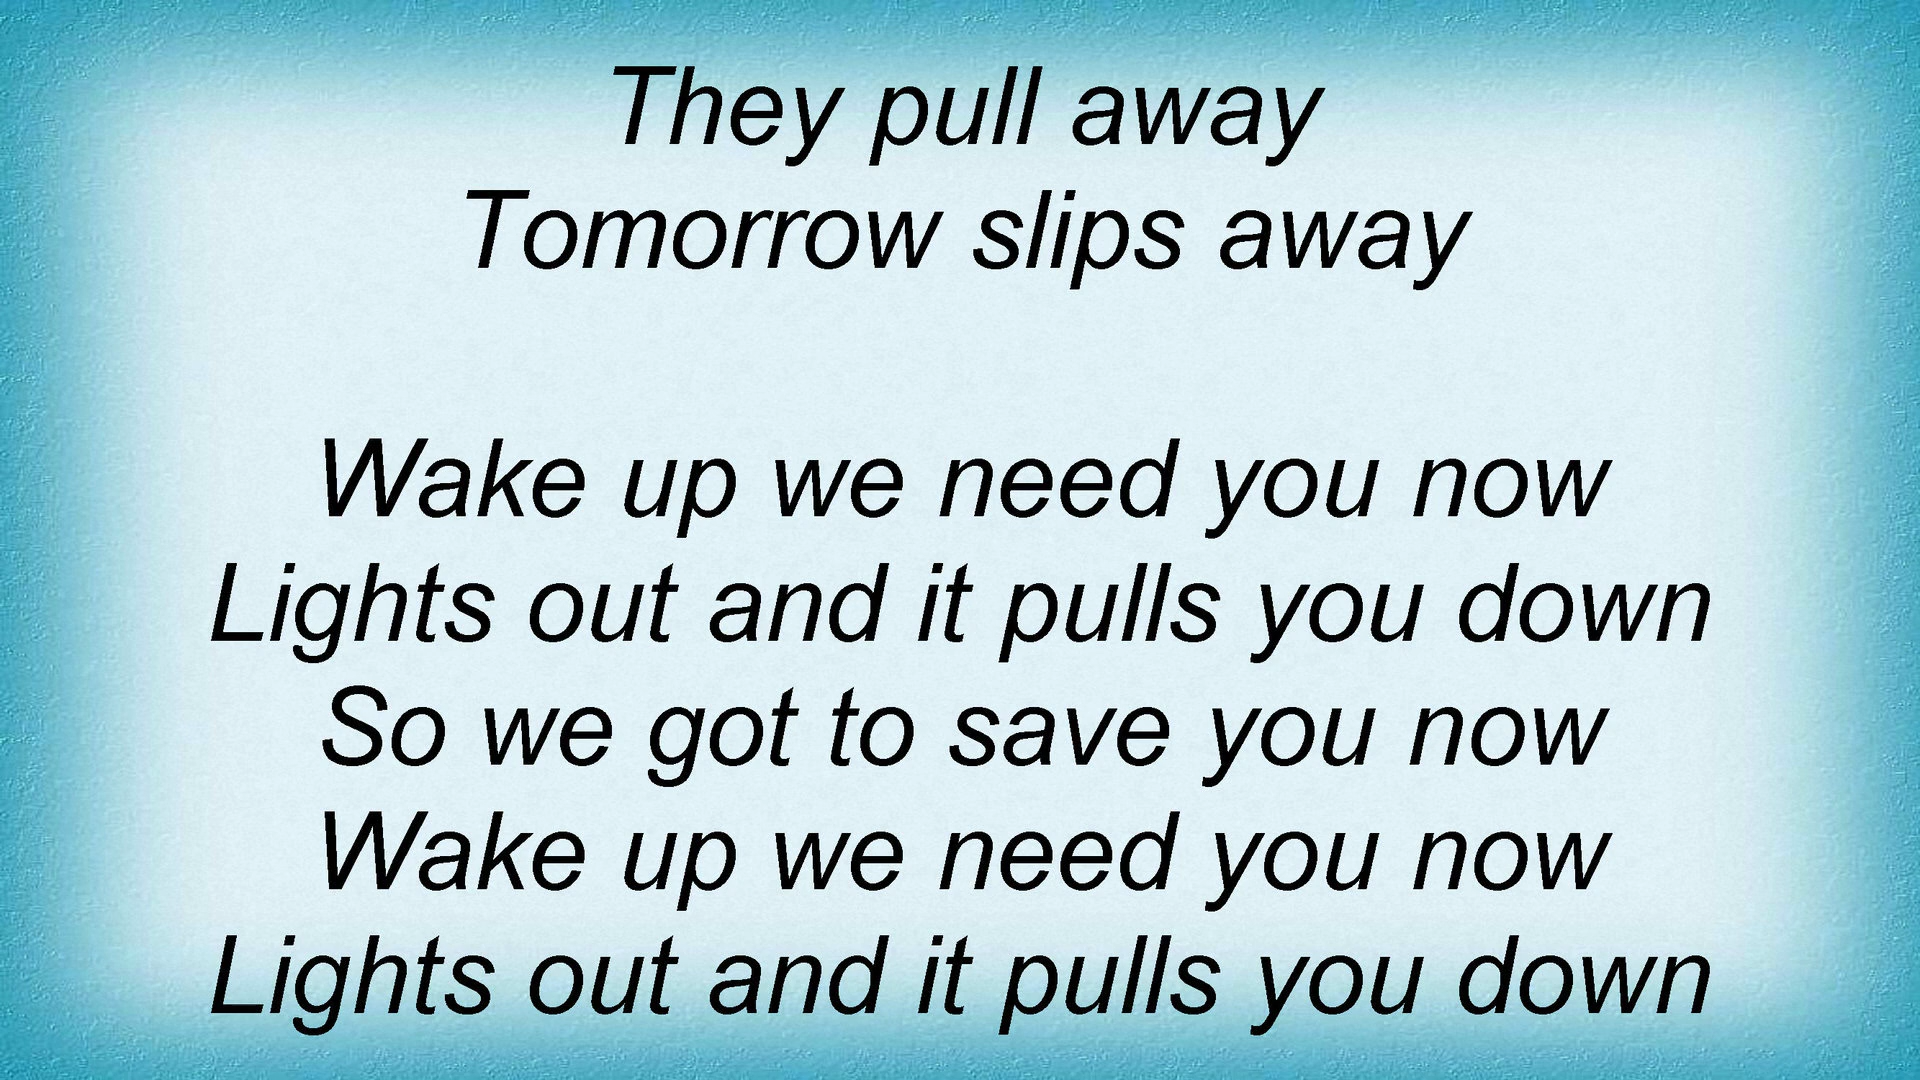 They pull away
Tomorrow slips away
Wake up we need you now
Lights out and it pulls you down
So we got to save you now
Wake up we need you now
Lights out and it pulls you down